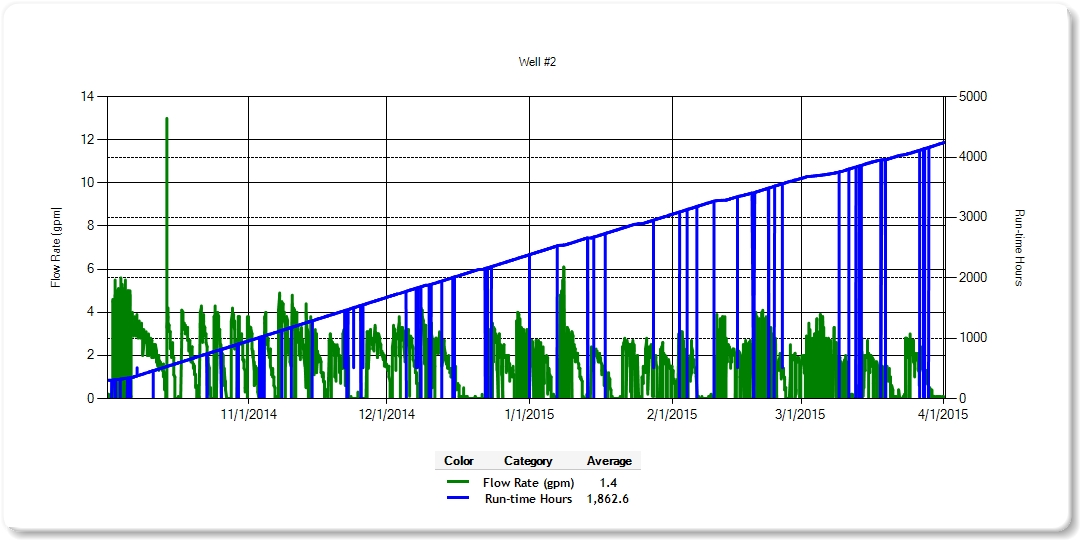 Well #2
14
12
10
8
6
4
2
0
Flow Rate (gpm)
5000
4000
3000
2000
1000
0
Run-time Hours
11/1/2014 12/1/2014 1/1/2015 2/1/2015 3/1/2015 4/1/2015
Color Category Average
Flow Rate (gpm) 1.4
Run-time Hours 1,862.6